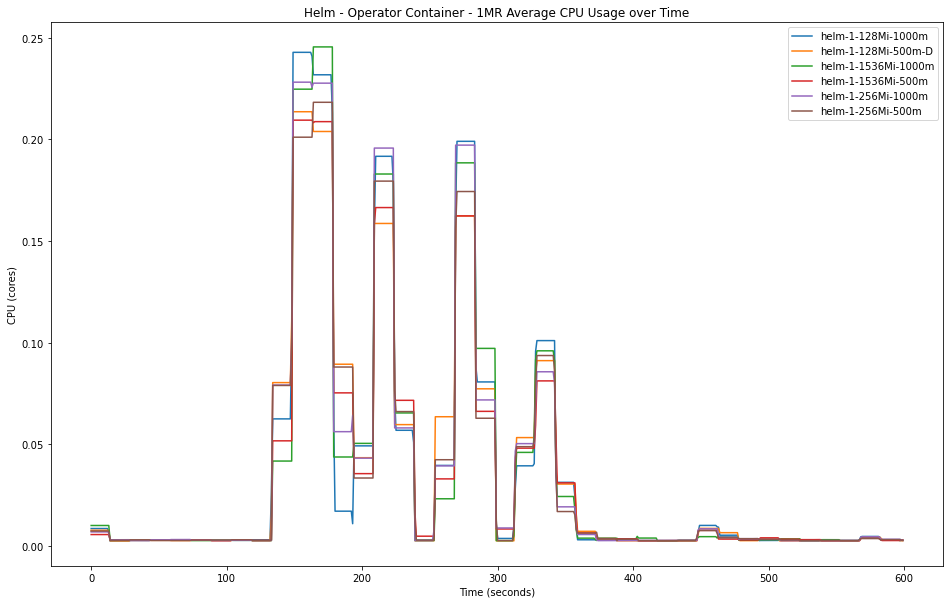 Helm - Operator Container - 1MR Average CPU Usage over Time
helm-1-128Mi-1000m
helm-1-128Mi-500m-D
helm-1-1536Mi-1000m
helm-1-1536Mi-500m
helm-1-256Mi-1000m
helm-1-256Mi-500m
CPU (cores)
0.25
0.20
0.15
0.10
0.05
0.00
0 100 200 300 400 500 600
Time (seconds)